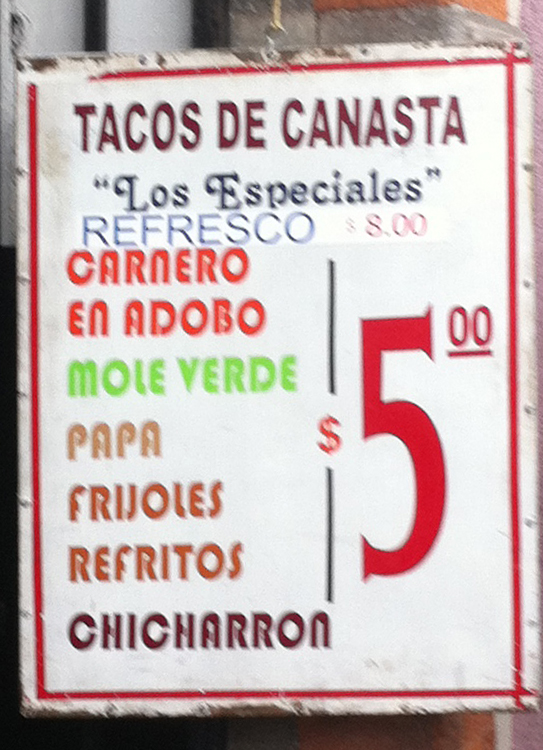 TACOS DE CANASTA
“Los Especiales”
REFRESCO $ 8.00
CARNERO
EN ADOBO
MOLE VERDE
PAPA
FRIJOLES
REFRITOS
CHICHARRON
$ 5 00